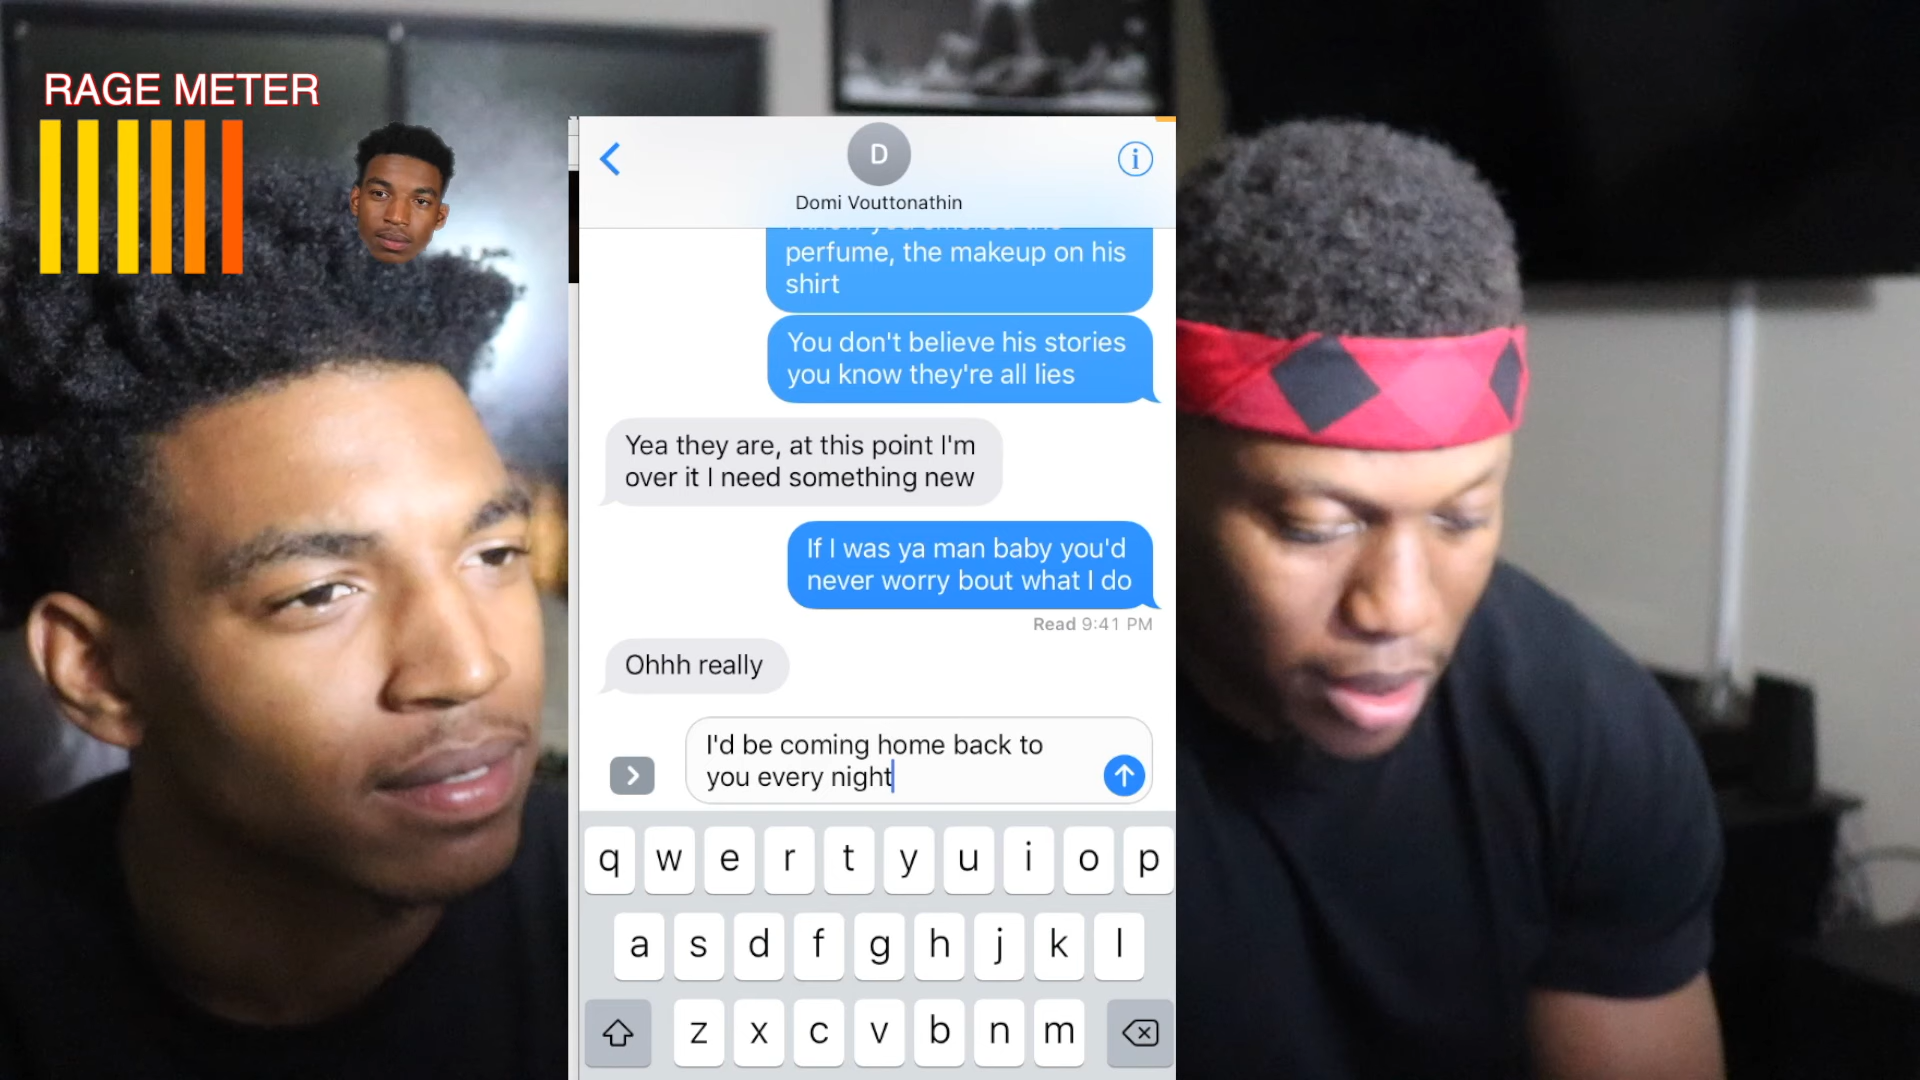 RAGE METER
D
Domi Vouttonathin
perfume, the makeup on his
shirt
You don't believe his stories
you know they're all lies
Yea they are, at this point I'm
over it I need something new
If I was ya man baby you'd
never worry bout what I do
Read 9:41 PM
Ohhh really
I'd be coming home back to
you every night
q w e r t y u i o p
a s d f g h j k l
z x c v b n m